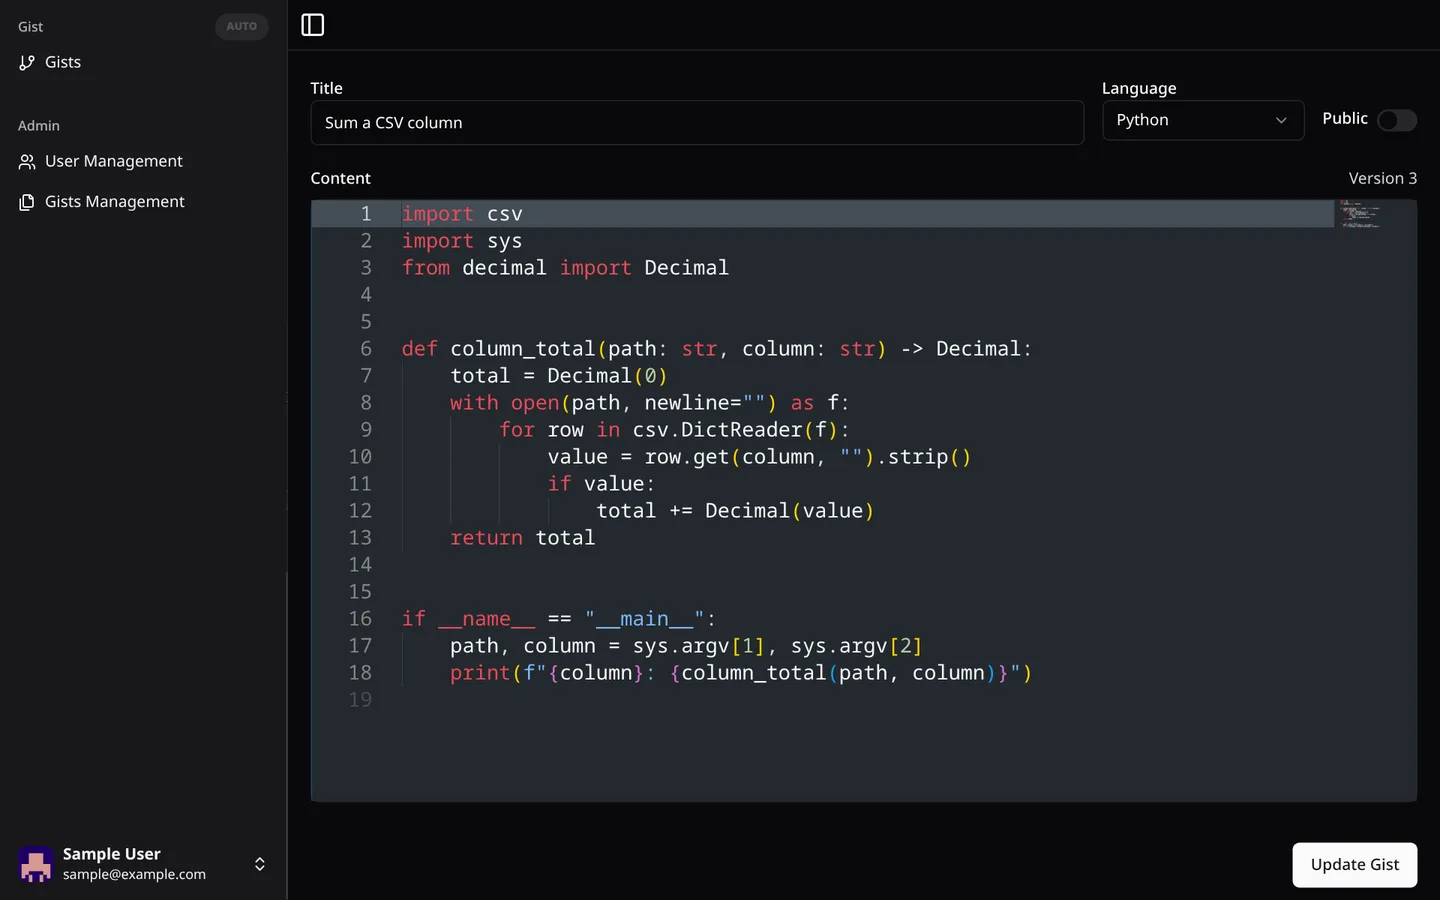 Gist
AUTO
Gists
Admin
User Management
Gists Management
Sample User
sample@example.com
Title
Sum a CSV column
Language
Python
Public
Content
Version 3
1 import csv
2 import sys
3 from decimal import Decimal
4
5
6 def column_total(path: str, column: str) -> Decimal:
7     total = Decimal(0)
8     with open(path, newline="") as f:
9         for row in csv.DictReader(f):
10             value = row.get(column, "").strip()
11             if value:
12                 total += Decimal(value)
13     return total
14
15
16 if __name__ == "__main__":
17     path, column = sys.argv[1], sys.argv[2]
18     print(f"{column}: {column_total(path, column)}")
19
Update Gist